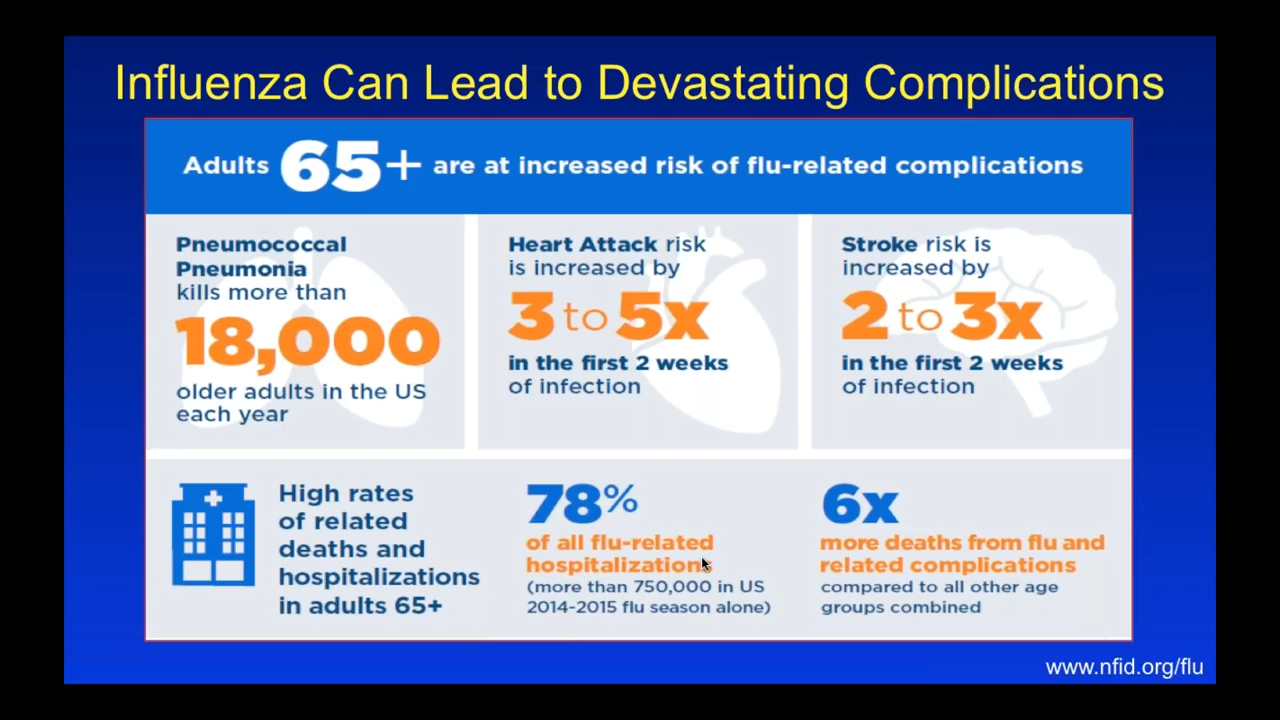 Influenza Can Lead to Devastating Complications
Adults 65+ are at increased risk of flu-related complications
Pneumococcal
Pneumonia
kills more than
18,000
older adults in the US
each year
Heart Attack risk
is increased by
3 to 5x
in the first 2 weeks
of infection
Stroke risk is
increased by
2 to 3x
in the first 2 weeks
of infection
High rates
of related
deaths and
hospitalizations
in adults 65+
78%
of all flu-related
hospitalizations
(more than 750,000 in US
2014-2015 flu season alone)
6x
more deaths from flu and
related complications
compared to all other age
groups combined
www.nfid.org/flu